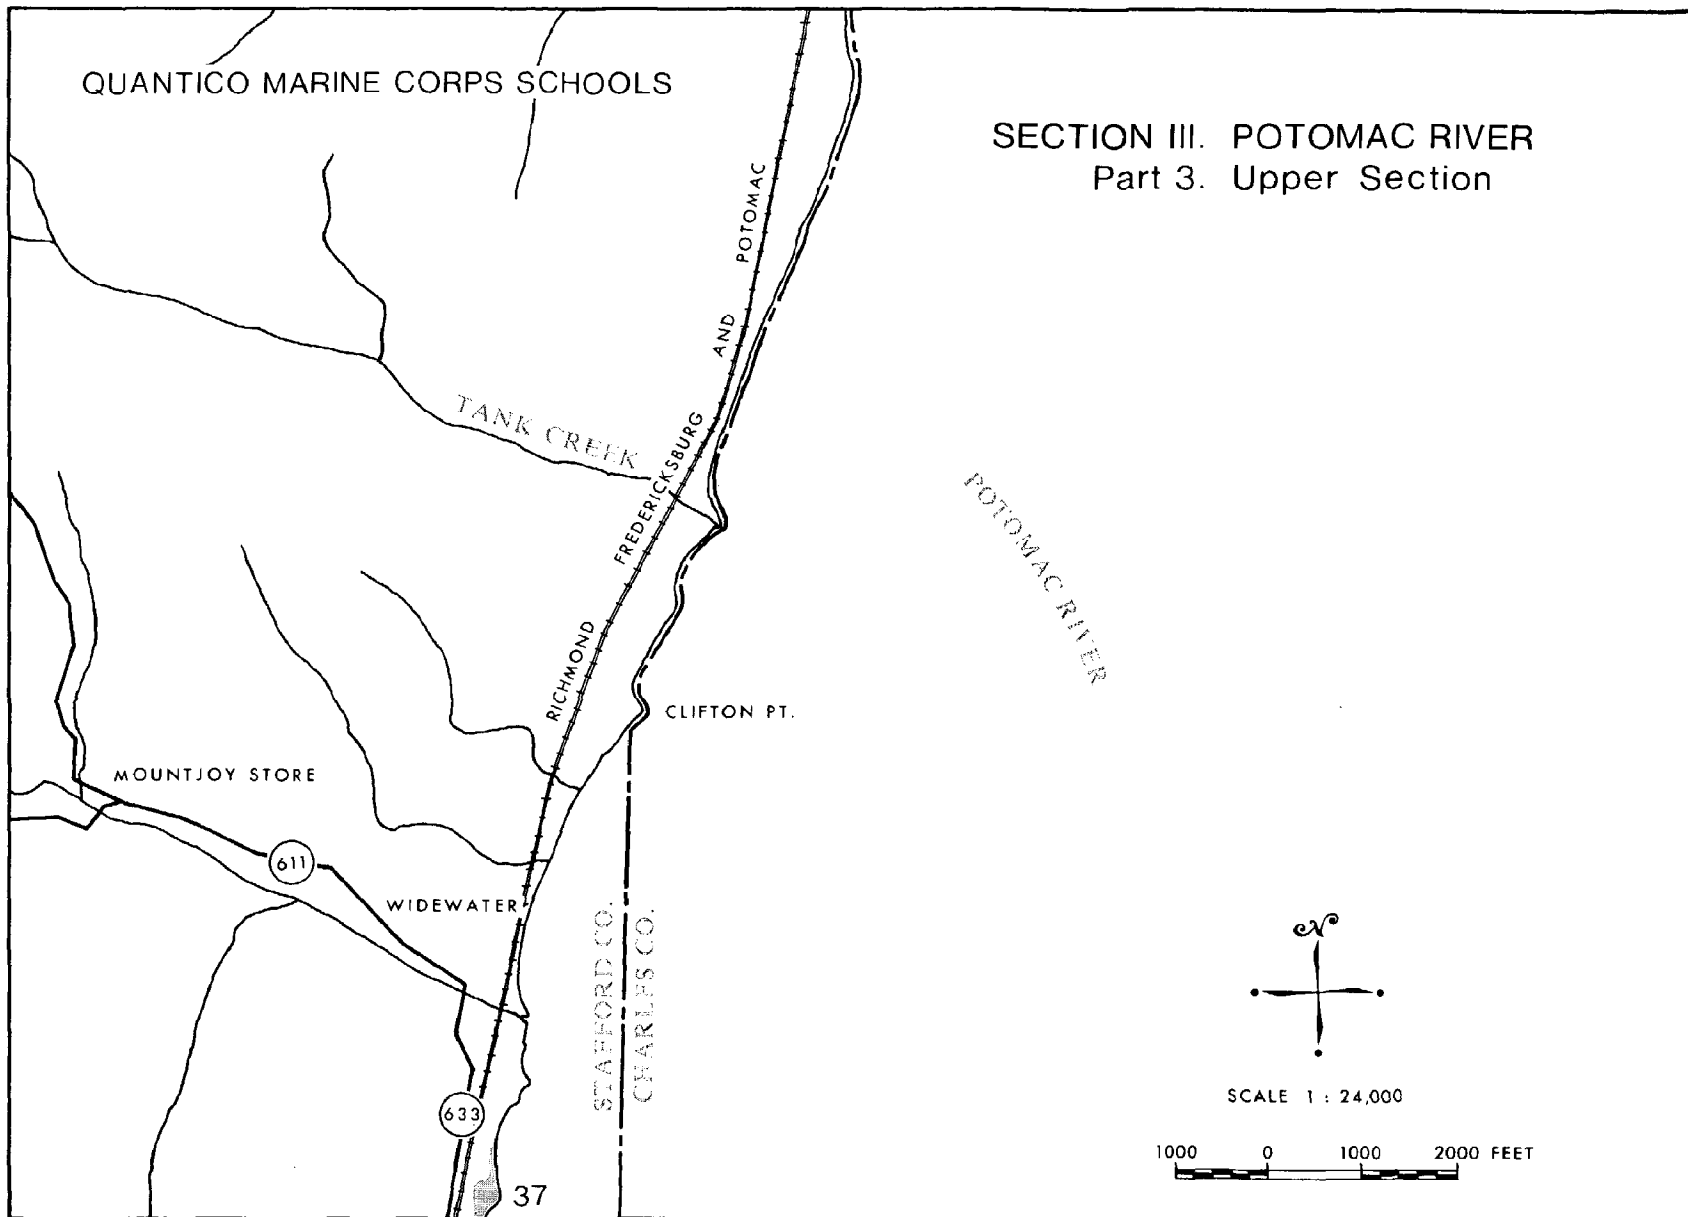 QUANTICO MARINE CORPS SCHOOLS
SECTION III. POTOMAC RIVER
Part 3. Upper Section
RICHMOND FREDERICKSBURG AND POTOMAC
TANK CREEK
POTOMAC RIVER
CLIFTON PT.
MOUNTJOY STORE
611
WIDEWATER
STAFFORD CO.
CHARLES CO.
N
SCALE 1 : 24,000
633
1000 0 1000 2000 FEET
37